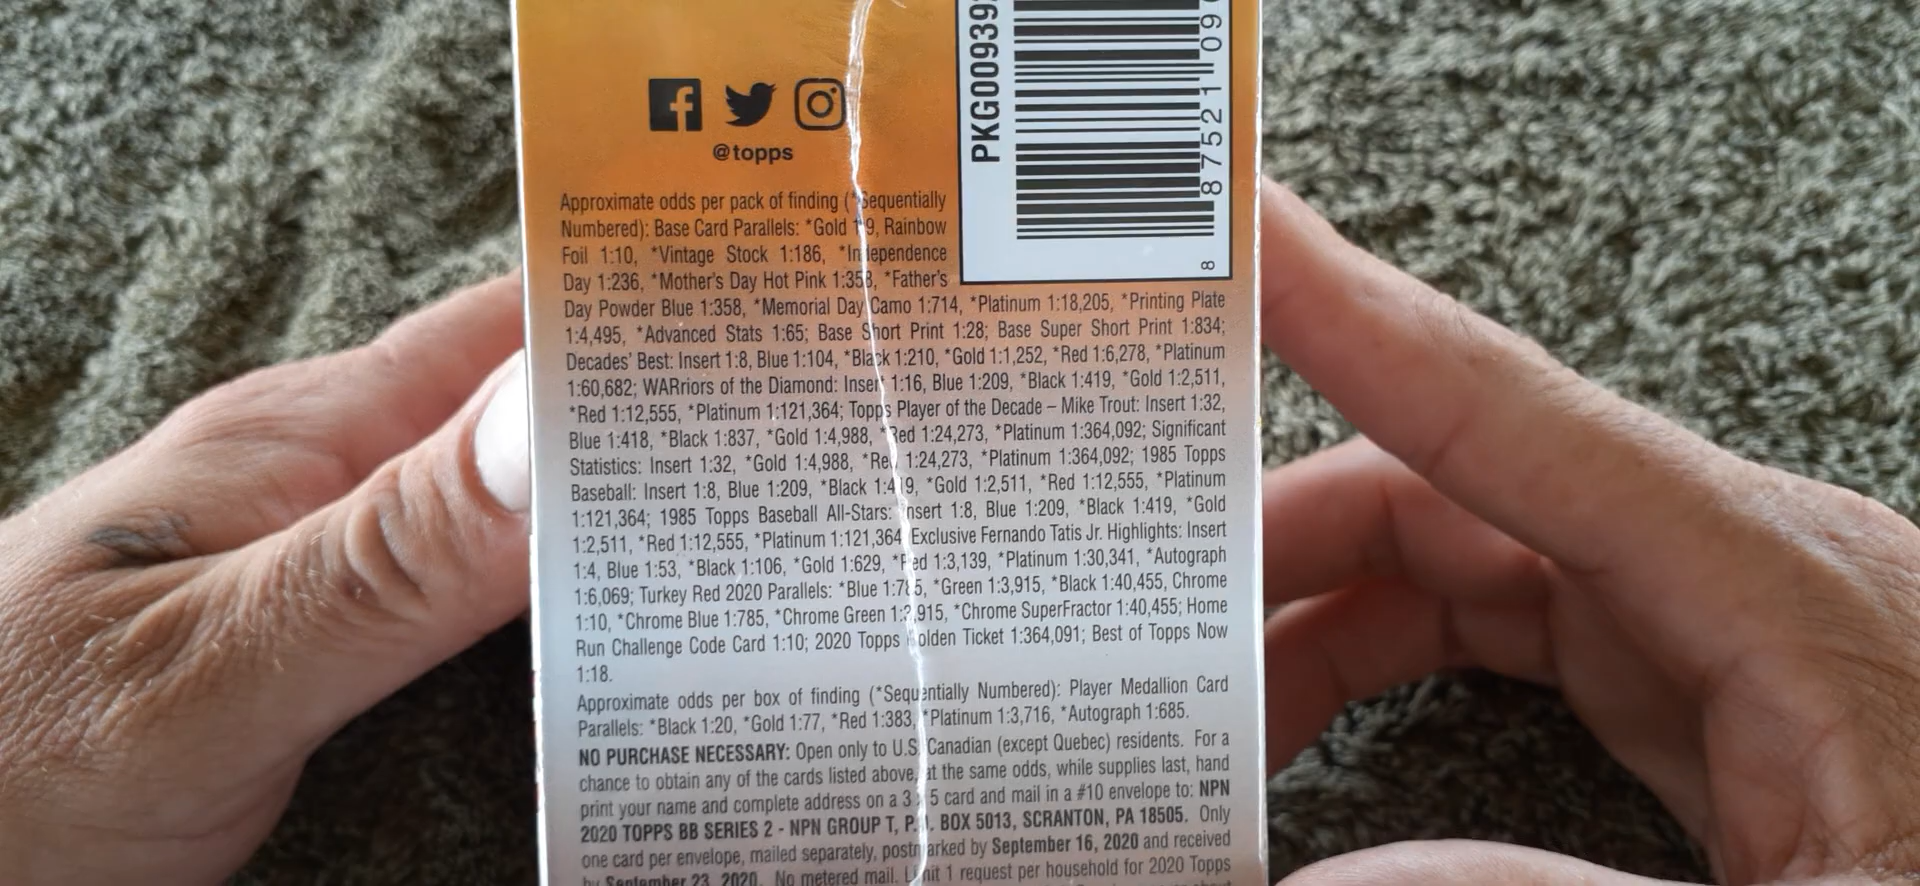 @topps
PKG009393
8 87521 09
8
Approximate odds per pack of finding (*Sequentially
Numbered): Base Card Parallels: *Gold 1:9, Rainbow
Foil 1:10, *Vintage Stock 1:186, *Independence
Day 1:236, *Mother's Day Hot Pink 1:358, *Father's
Day Powder Blue 1:358, *Memorial Day Camo 1:714, *Platinum 1:18,205, *Printing Plate
1:4,495, *Advanced Stats 1:65; Base Short Print 1:28; Base Super Short Print 1:834;
Decades' Best: Insert 1:8, Blue 1:104, *Black 1:210, *Gold 1:1,252, *Red 1:6,278, *Platinum
1:60,682; WARriors of the Diamond: Insert 1:16, Blue 1:209, *Black 1:419, *Gold 1:2,511,
*Red 1:12,555, *Platinum 1:121,364; Topps Player of the Decade – Mike Trout: Insert 1:32,
Blue 1:418, *Black 1:837, *Gold 1:4,988, *Red 1:24,273, *Platinum 1:364,092; Significant
Statistics: Insert 1:32, *Gold 1:4,988, *Red 1:24,273, *Platinum 1:364,092; 1985 Topps
Baseball: Insert 1:8, Blue 1:209, *Black 1:419, *Gold 1:2,511, *Red 1:12,555, *Platinum
1:121,364; 1985 Topps Baseball All-Stars: Insert 1:8, Blue 1:209, *Black 1:419, *Gold
1:2,511, *Red 1:12,555, *Platinum 1:121,364 Exclusive Fernando Tatis Jr. Highlights: Insert
1:4, Blue 1:53, *Black 1:106, *Gold 1:629, *Red 1:3,139, *Platinum 1:30,341, *Autograph
1:6,069; Turkey Red 2020 Parallels: *Blue 1:785, *Green 1:3,915, *Black 1:40,455, Chrome
1:10, *Chrome Blue 1:785, *Chrome Green 1:3,915, *Chrome SuperFractor 1:40,455; Home
Run Challenge Code Card 1:10; 2020 Topps Golden Ticket 1:364,091; Best of Topps Now
1:18.
Approximate odds per box of finding (*Sequentially Numbered): Player Medallion Card
Parallels: *Black 1:20, *Gold 1:77, *Red 1:383, *Platinum 1:3,716, *Autograph 1:685.
NO PURCHASE NECESSARY: Open only to U.S. Canadian (except Quebec) residents. For a
chance to obtain any of the cards listed above, at the same odds, while supplies last, hand
print your name and complete address on a 3 x 5 card and mail in a #10 envelope to: NPN
2020 TOPPS BB SERIES 2 - NPN GROUP T, P.O. BOX 5013, SCRANTON, PA 18505. Only
one card per envelope, mailed separately, postmarked by September 16, 2020 and received
by September 23, 2020. No metered mail. Limit 1 request per household for 2020 Topps